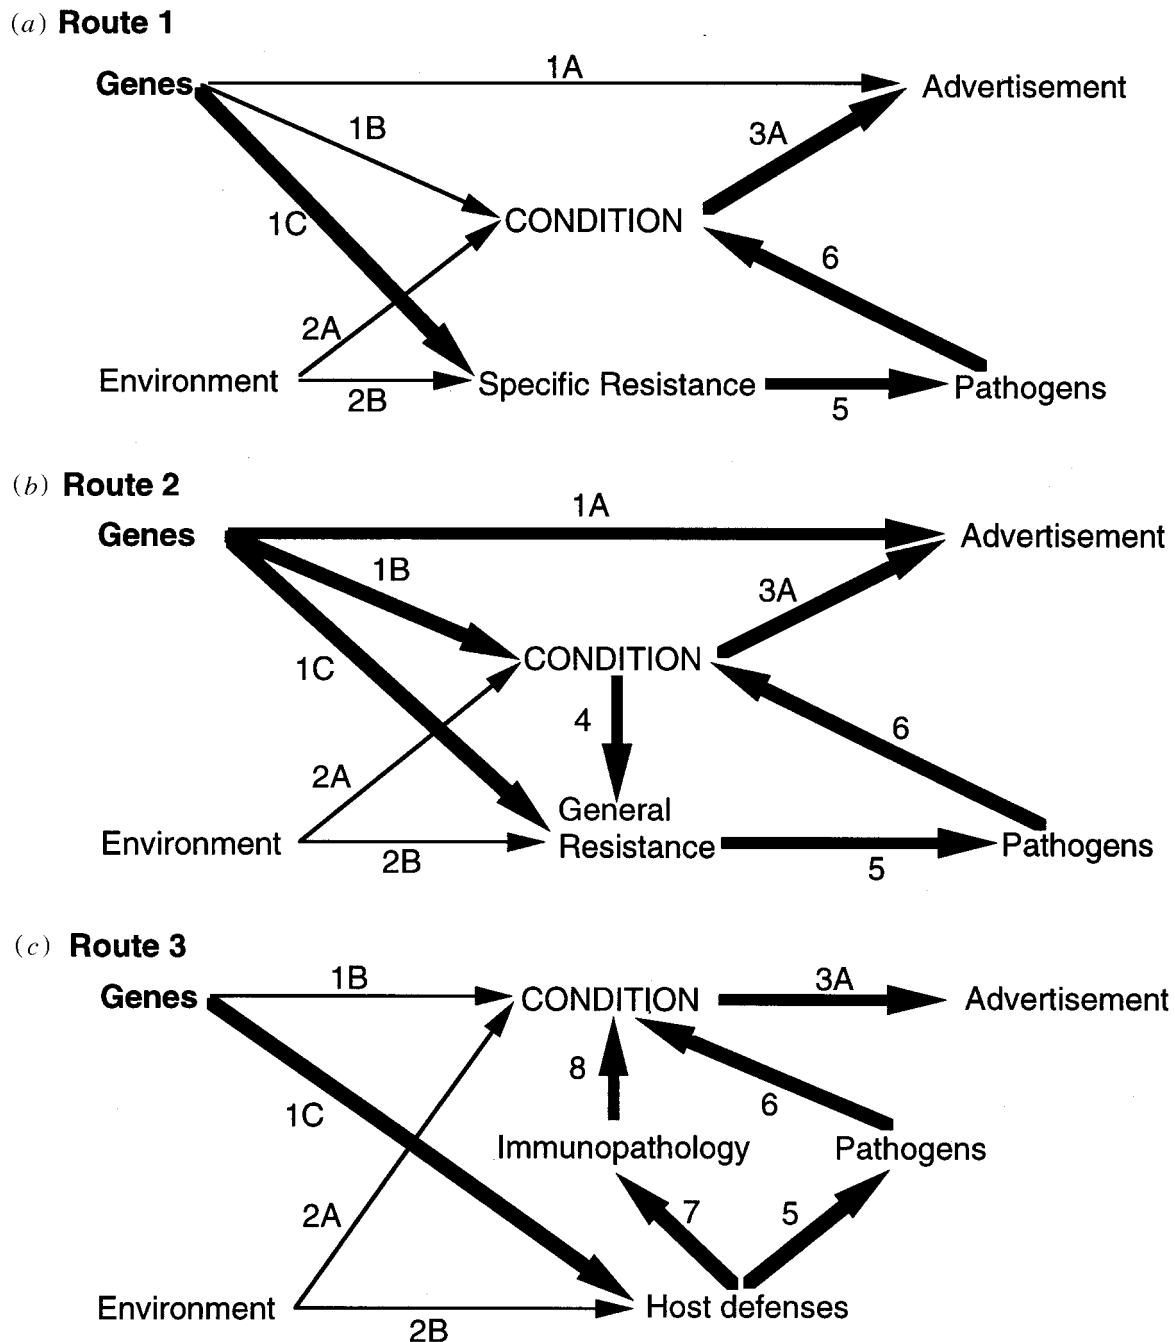 (a) Route 1
1A
Genes
Advertisement
1B
3A
1C
CONDITION
6
2A
Environment
2B
Specific Resistance
5
Pathogens
(b) Route 2
1A
Genes
Advertisement
1B
3A
1C
CONDITION
4
6
2A
General
Environment
2B
Resistance
5
Pathogens
(c) Route 3
1B
3A
Genes
CONDITION
Advertisement
8
6
1C
Immunopathology
Pathogens
2A
7
5
Environment
2B
Host defenses